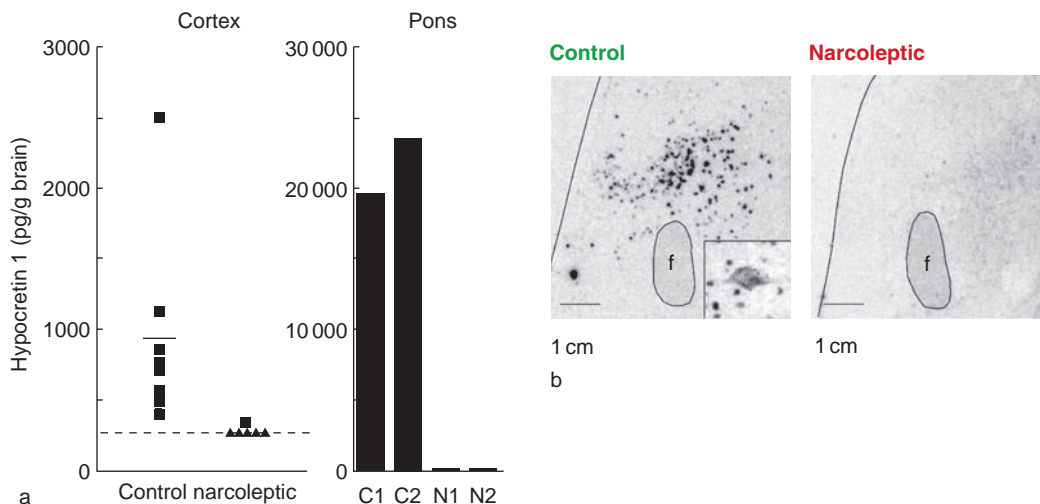 Cortex
Pons
Hypocretin 1 (pg/g brain)
3000
2000
1000
0
Control narcoleptic
30 000
20 000
10 000
0
C1 C2 N1 N2
a
Control
Narcoleptic
f
f
1 cm
1 cm
b